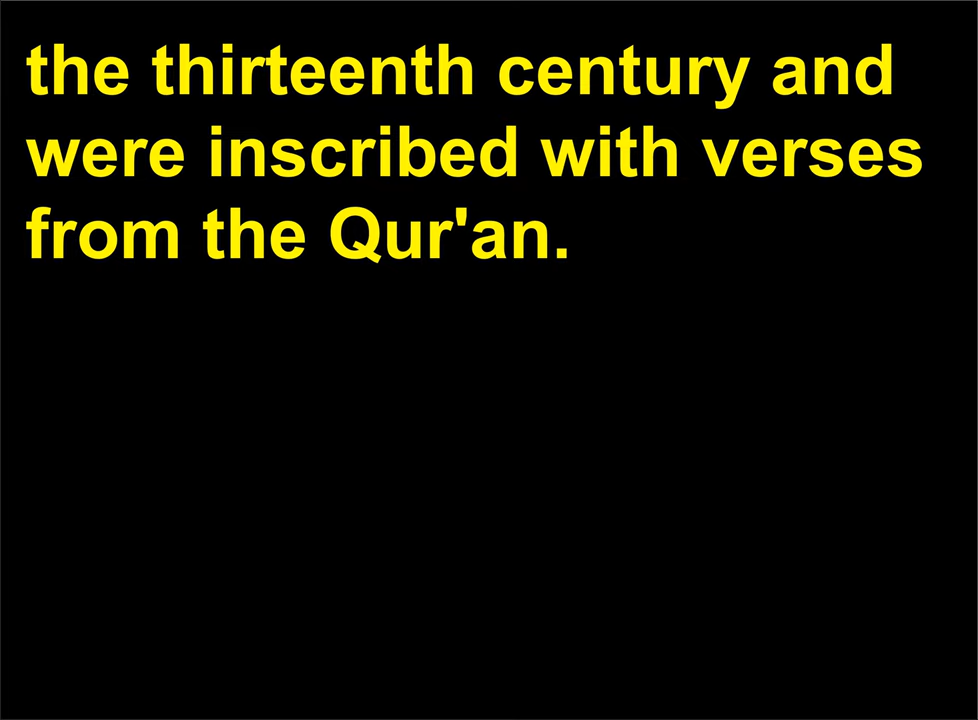 the thirteenth century and
were inscribed with verses
from the Qur'an.